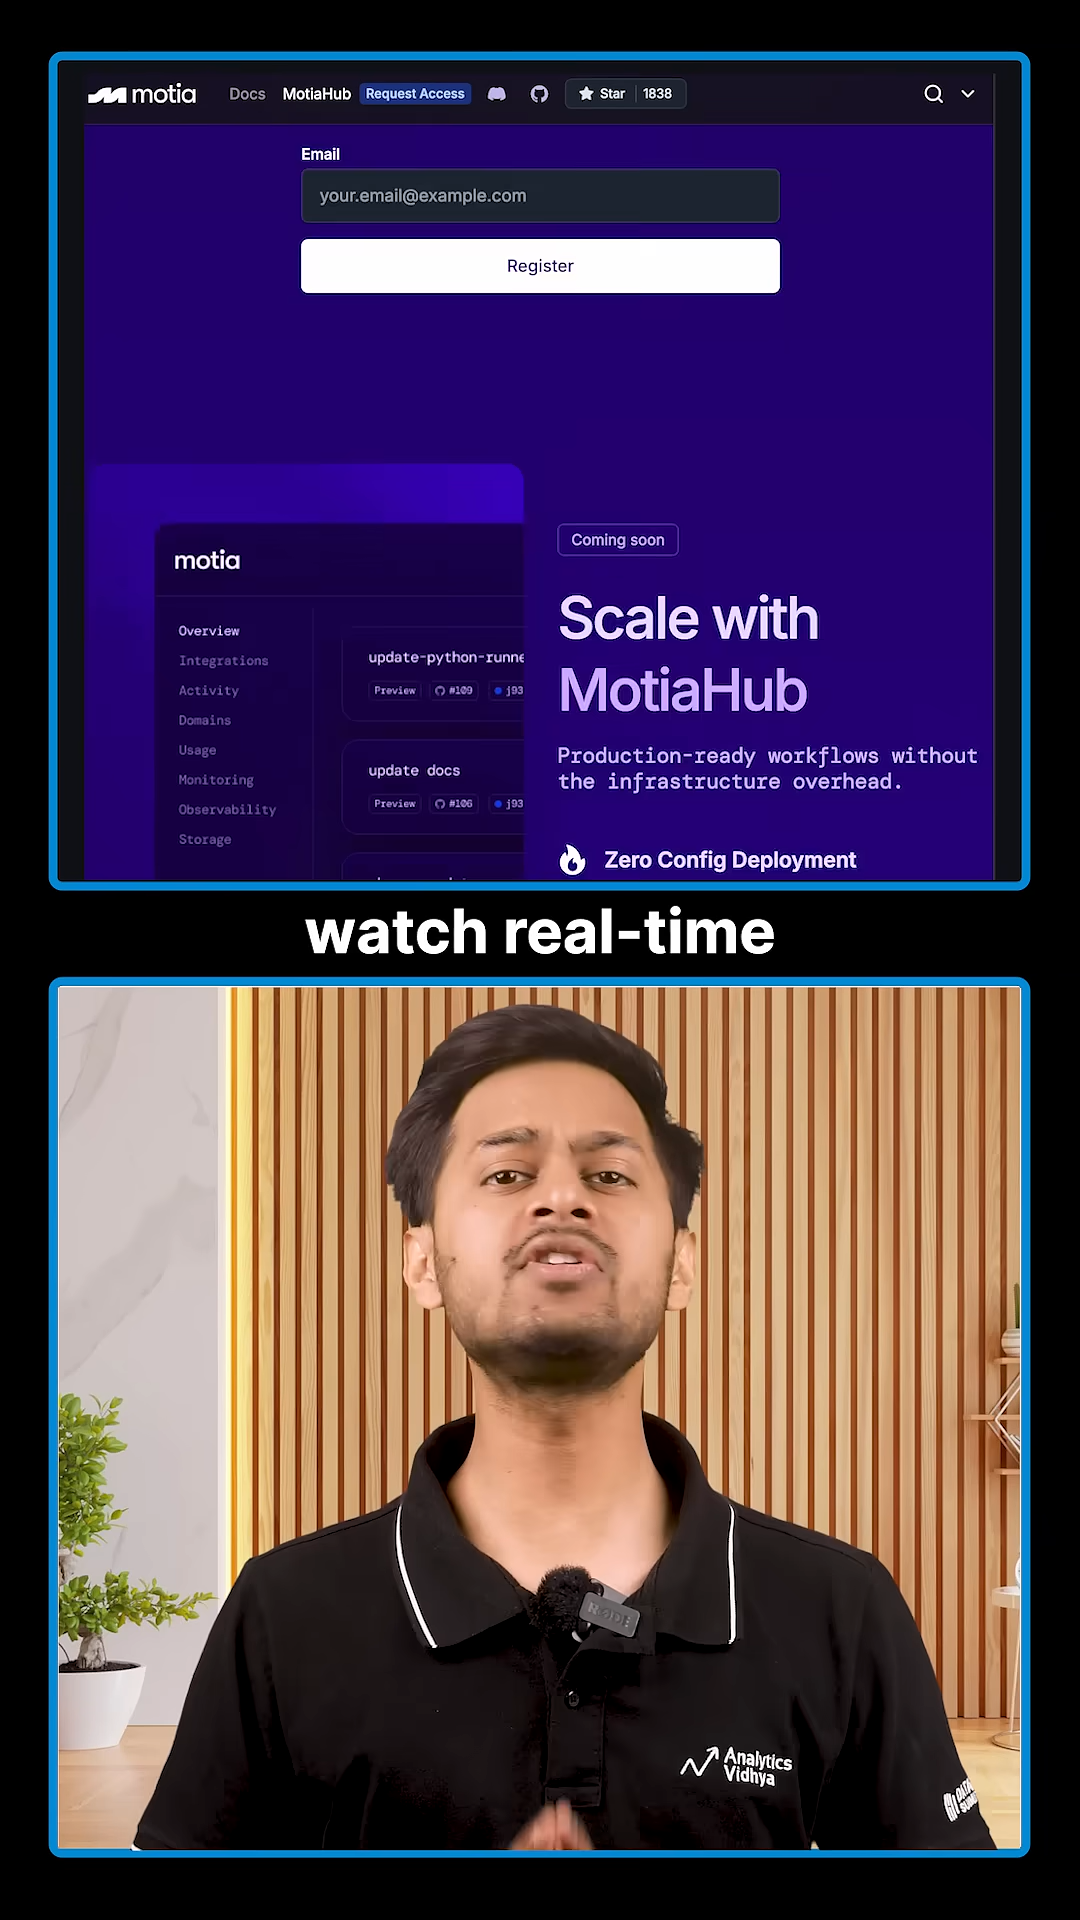 motia Docs MotiaHub Request Access Star 1838
Email
your.email@example.com
Register
motia
Overview
Integrations
Activity
Domains
Usage
Monitoring
Observability
Storage
update-python-runne
Preview #109 j93
update docs
Preview #106 j93
Coming soon
Scale with
MotiaHub
Production-ready workflows without
the infrastructure overhead.
Zero Config Deployment
watch real-time
RODE
Analytics
Vidhya